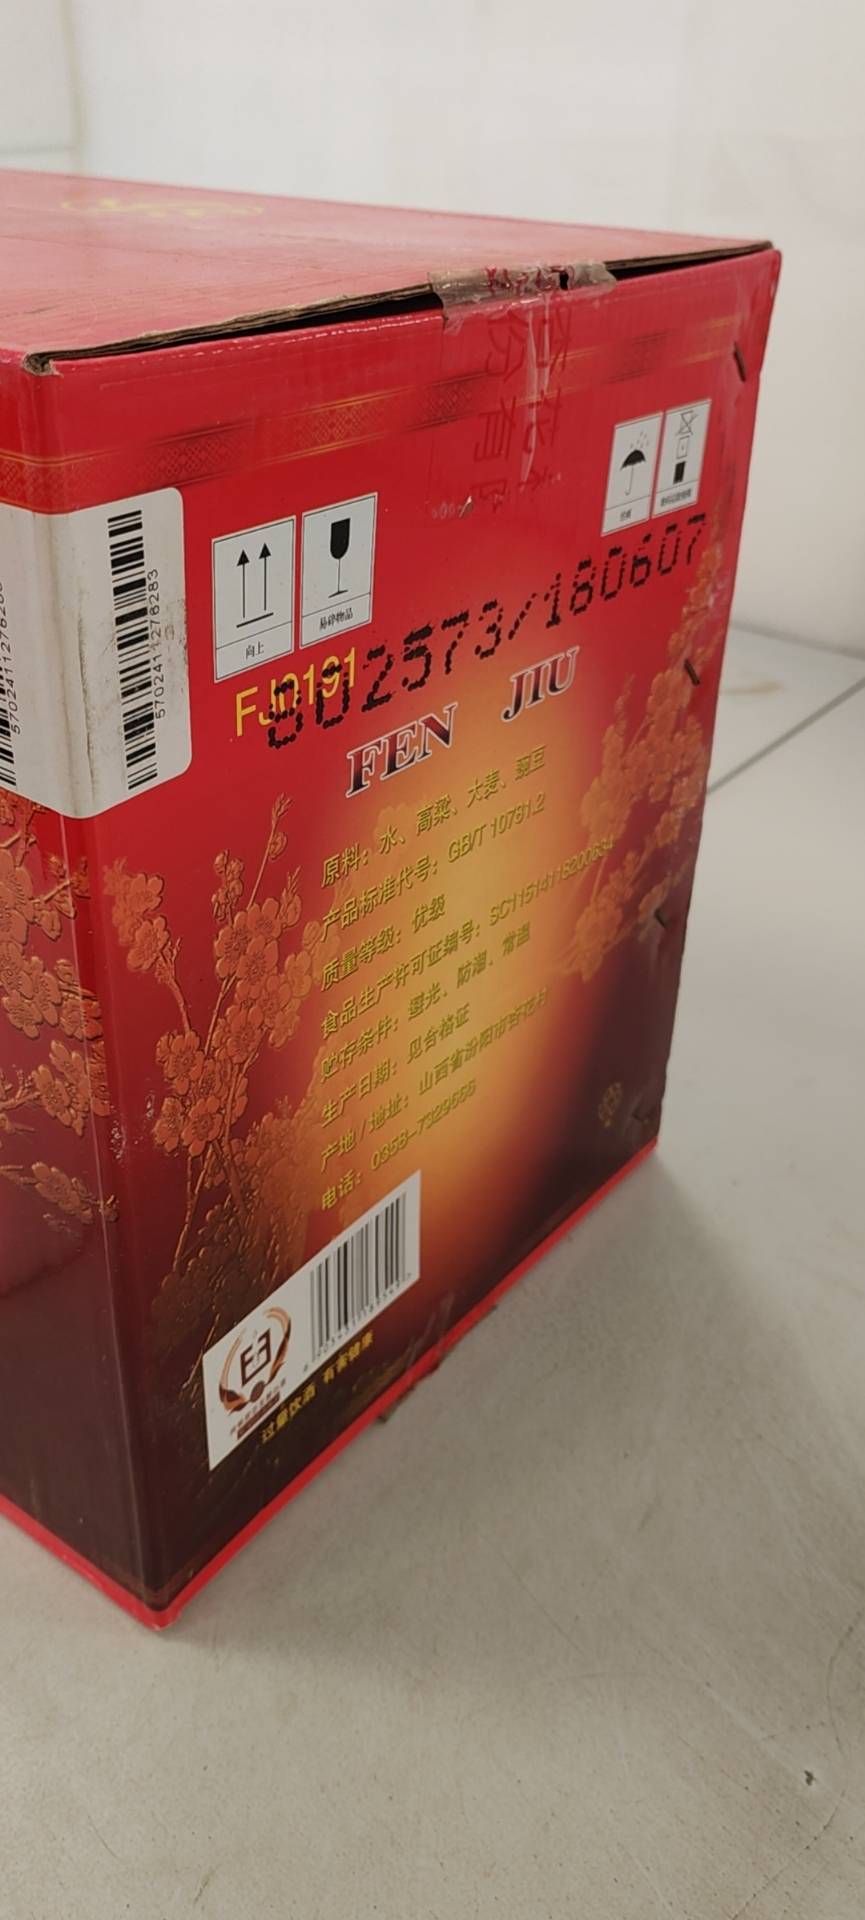 5702411276283
向上
易碎物品
FJ0191
802573/180607
FEN JIU
原料：水、高粱、大麦、豌豆
产品标准代号：GB/T 10781.2
质量等级：优级
食品生产许可证编号：SC11514118200634
贮存条件：避光、防潮、常温
生产日期：见合格证
产地/地址：山西省汾阳市杏花村
电话：0358-7329666
过量饮酒 有害健康